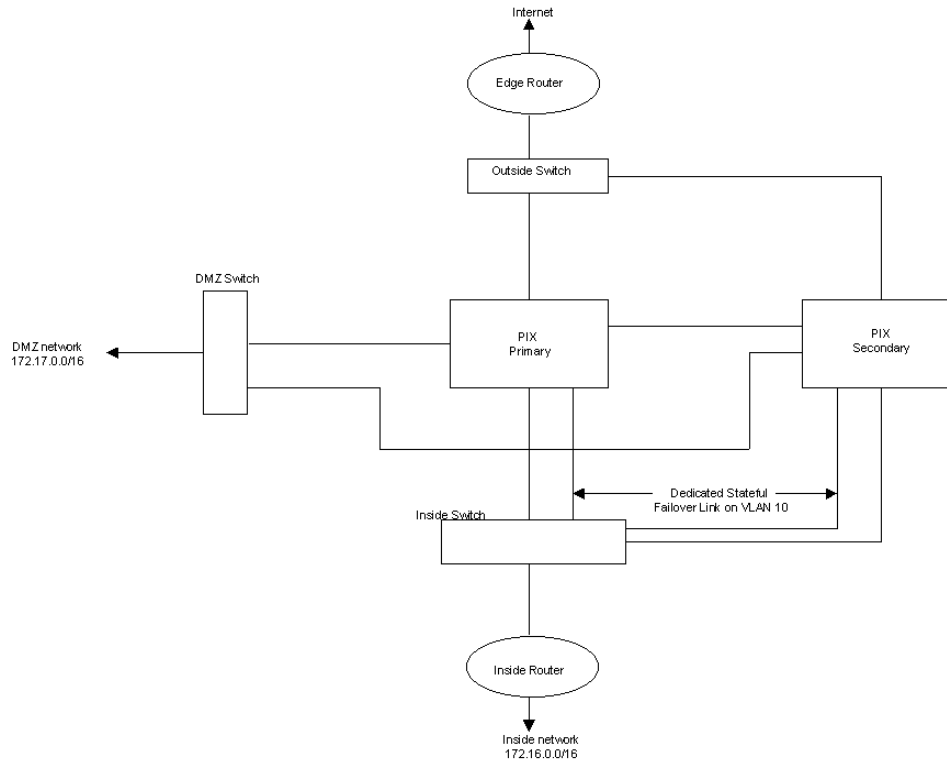 Internet
Edge Router
Outside Switch
DMZ Switch
DMZ network
172.17.0.0/16
PIX
Primary
PIX
Secondary
Dedicated Stateful
Failover Link on VLAN 10
Inside Switch
Inside Router
Inside network
172.16.0.0/16